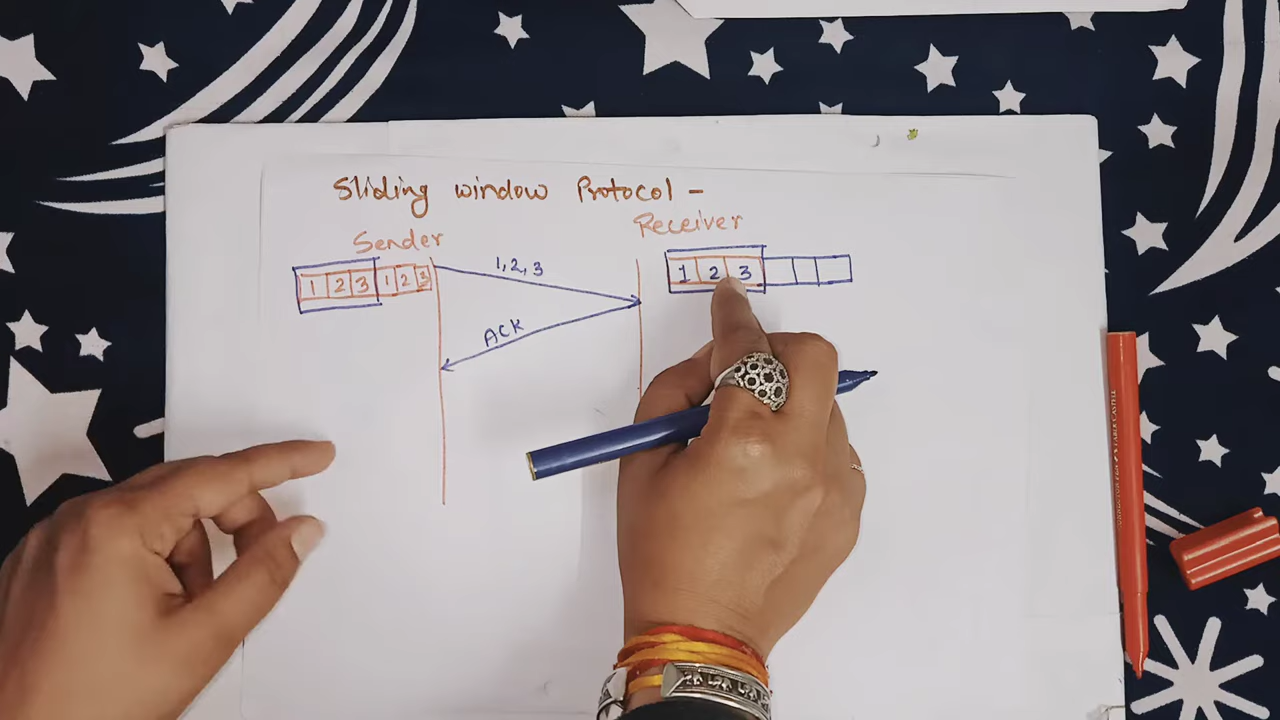 Sliding window Protocol -
Sender
Receiver
1 2 3 1 2 3
1,2,3
1 2 3
ACK